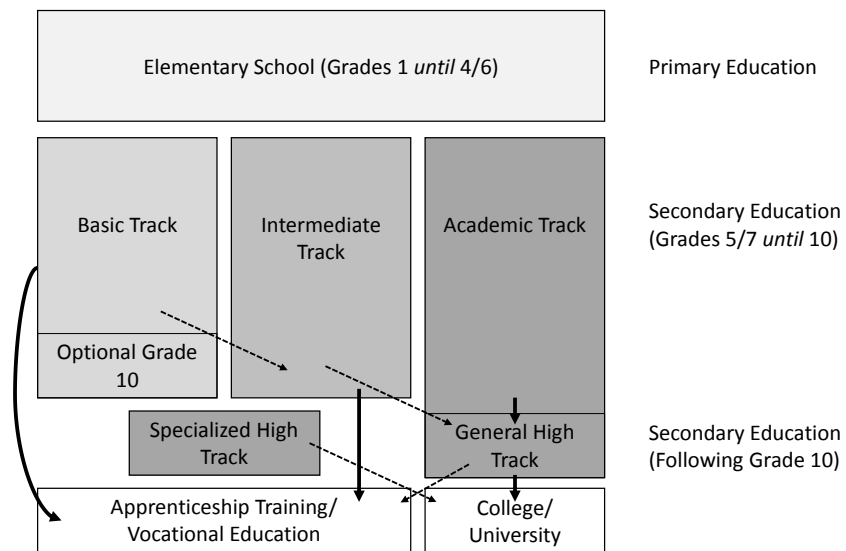 Elementary School (Grades 1 until 4/6)
Primary Education
Basic Track
Intermediate
Track
Academic Track
Secondary Education
(Grades 5/7 until 10)
Optional Grade
10
Specialized High
Track
General High
Track
Secondary Education
(Following Grade 10)
Apprenticeship Training/
Vocational Education
College/
University